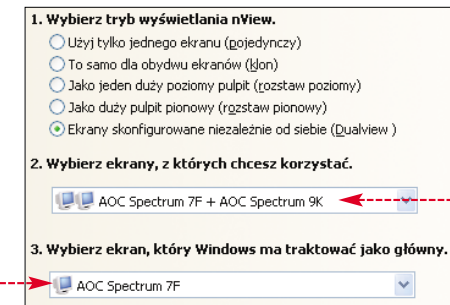 1. Wybierz tryb wyświetlania nView.
Użyj tylko jednego ekranu (pojedynczy)
To samo dla obydwu ekranów (klon)
Jako jeden duży poziomy pulpit (rozstaw poziomy)
Jako duży pulpit pionowy (rozstaw pionowy)
Ekrany skonfigurowane niezależnie od siebie (Dualview )
2. Wybierz ekrany, z których chcesz korzystać.
AOC Spectrum 7F + AOC Spectrum 9K
3. Wybierz ekran, który Windows ma traktować jako główny.
AOC Spectrum 7F